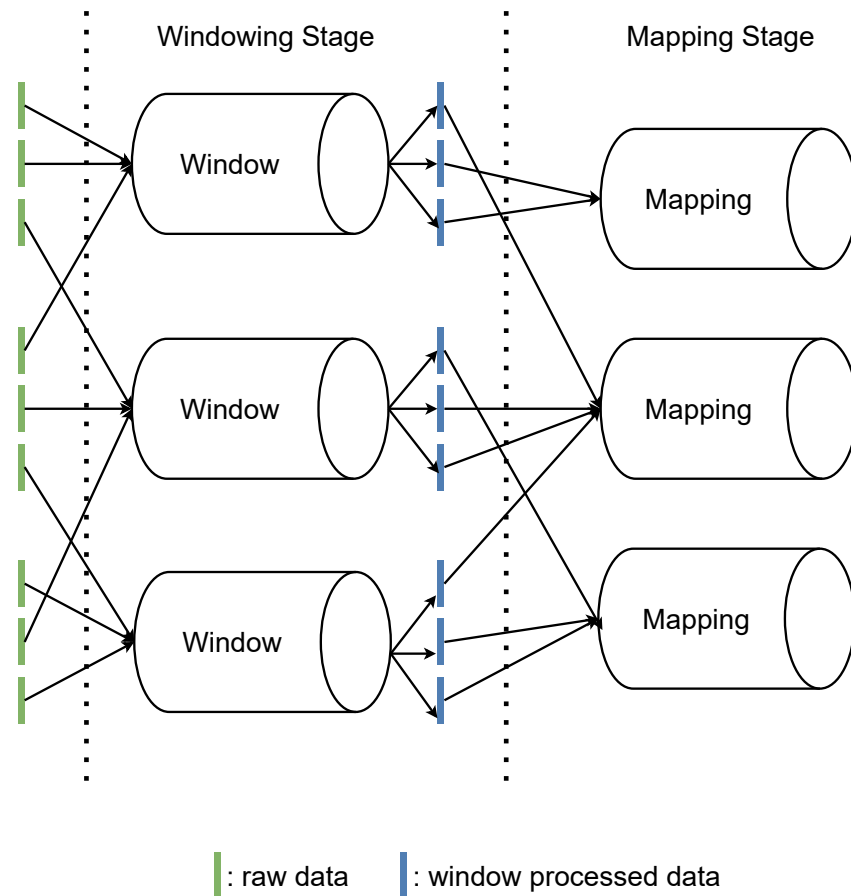 Windowing Stage
Mapping Stage
Window
Mapping
Window
Mapping
Window
Mapping
: raw data
: window processed data